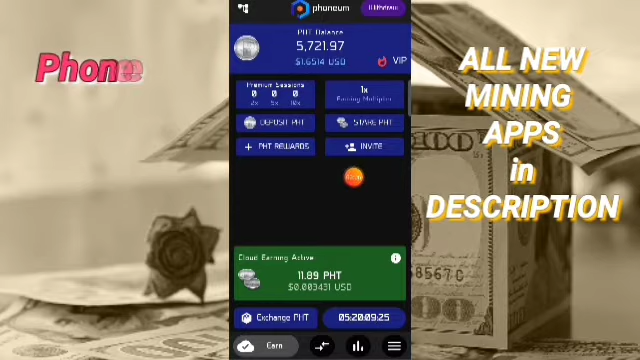 Phone
phoneum
Withdraw
PHT Balance
5,721.97
$1.6514 USD
VIP
Premium Sessions
0 0 0
2x 5x 10x
1x
Earning Multiplier
DEPOSIT PHT
STAKE PHT
PHT REWARDS
INVITE
Cloud Earning Active
11.89 PHT
$0.003431 USD
Exchange PHT
05:20:09:25
Earn
ALL NEW
MINING
APPS
in
DESCRIPTION